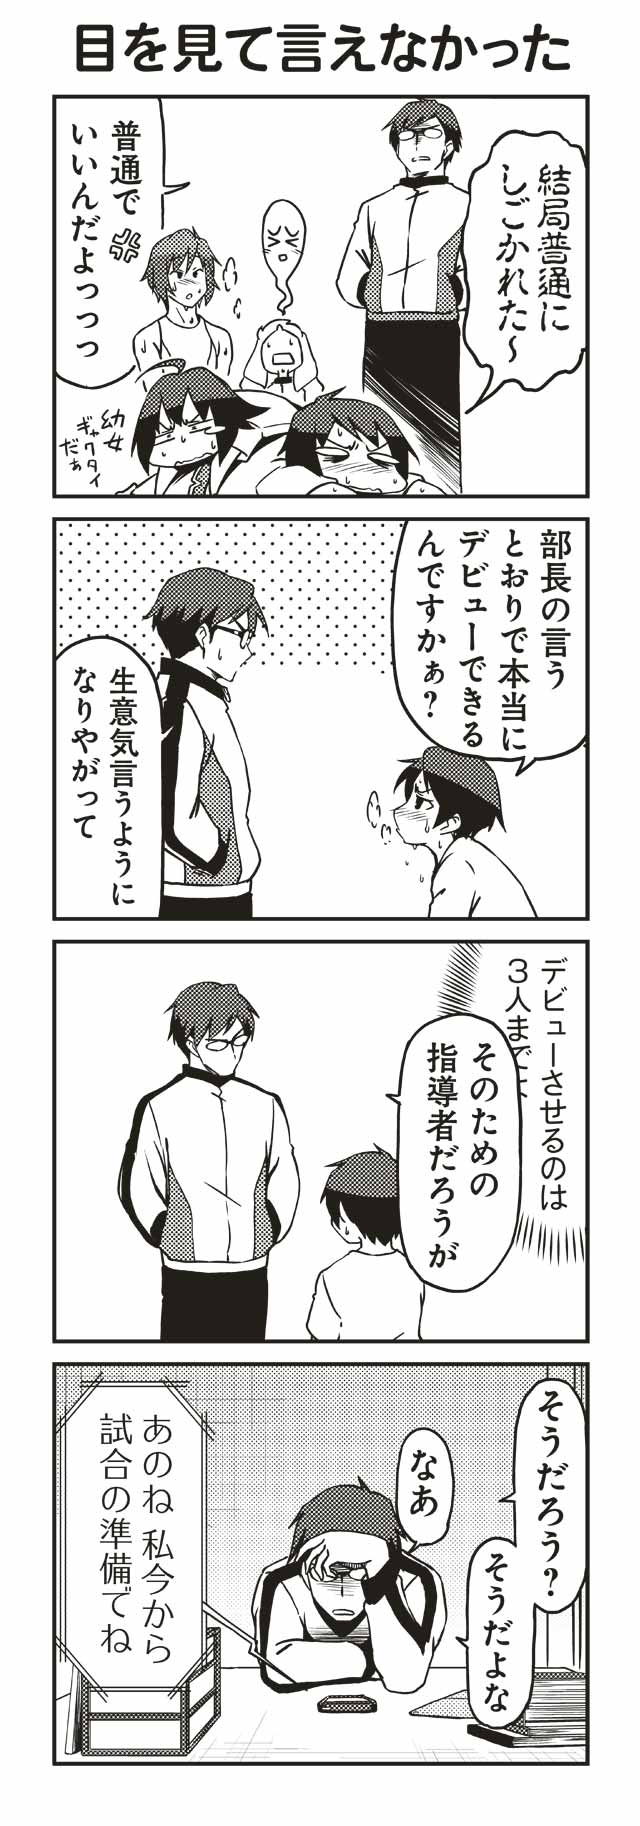 目を見て言えなかった
結局普通に
しごかれた～
普通で
いいんだよっっっ
幼女
ギャクタイ
だぁ
部長の言う
とおりで本当に
デビューできる
んですかぁ？
生意気言うように
なりやがって
デビューさせるのは
３人までよ
そのための
指導者だろうが
そうだろう？
そうだよな
なあ
あのね 私今から
試合の準備でね